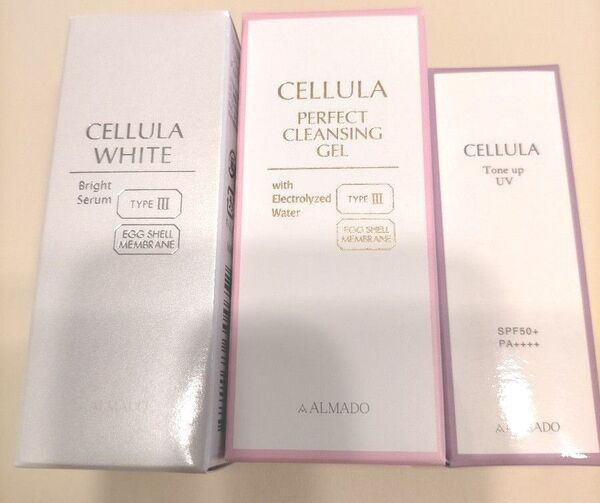 CELLULA
WHITE
Bright
Serum
TYPE III
EGG SHELL
MEMBRANE
ALMADO
CELLULA
PERFECT
CLEANSING
GEL
with
Electrolyzed
Water
TYPE III
EGG SHELL
MEMBRANE
ALMADO
CELLULA
Tone up
UV
SPF50+
PA++++
ALMADO